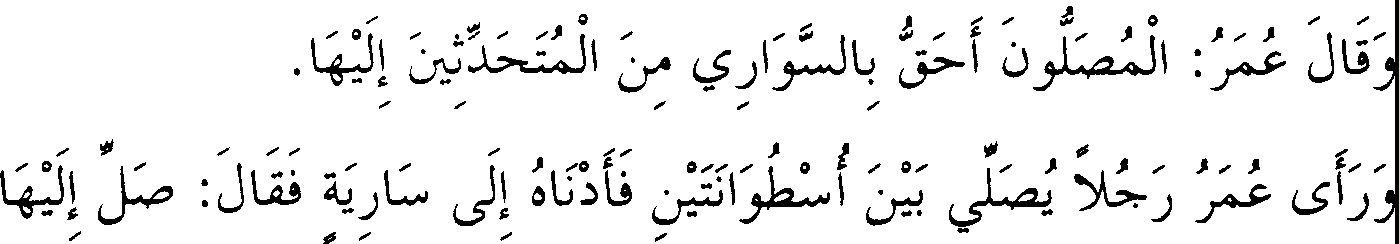 وَقَالَ عُمَرُ: الْمُصَلُّونَ أَحَقُّ بِالسَّوَارِي مِنَ الْمُتَحَدِّثِينَ إِلَيْهَا.
وَرَأَى عُمَرُ رَجُلاً يُصَلِّي بَيْنَ أُسْطُوَانَتَيْنِ فَأَدْنَاهُ إِلَى سَارِيَةٍ فَقَالَ: صَلِّ إِلَيْهَا